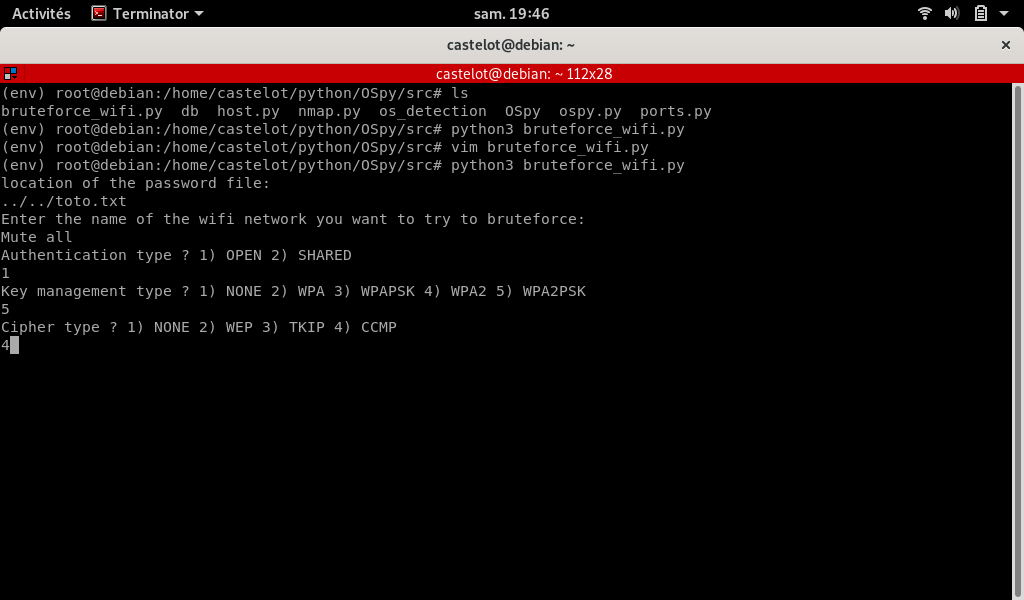 Activités Terminator sam. 19:46
castelot@debian: ~
castelot@debian: ~ 112x28
(env) root@debian:/home/castelot/python/OSpy/src# ls
bruteforce_wifi.py  db  host.py  nmap.py  os_detection  OSpy  ospy.py  ports.py
(env) root@debian:/home/castelot/python/OSpy/src# python3 bruteforce_wifi.py
(env) root@debian:/home/castelot/python/OSpy/src# vim bruteforce_wifi.py
(env) root@debian:/home/castelot/python/OSpy/src# python3 bruteforce_wifi.py
location of the password file:
../../toto.txt
Enter the name of the wifi network you want to try to bruteforce:
Mute all
Authentication type ? 1) OPEN 2) SHARED
1
Key management type ? 1) NONE 2) WPA 3) WPAPSK 4) WPA2 5) WPA2PSK
5
Cipher type ? 1) NONE 2) WEP 3) TKIP 4) CCMP
4